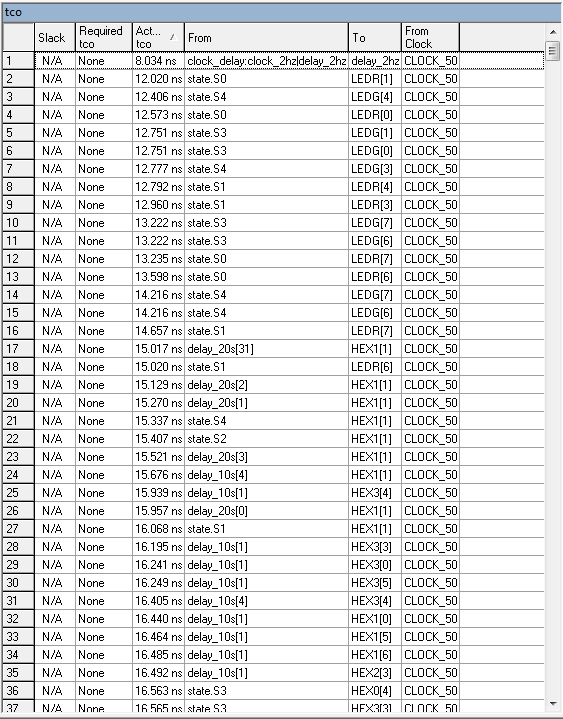 tco
Slack Required tco Act... tco From To From Clock
1 N/A None 8.034 ns clock_delay:clock_2hz|delay_2hz delay_2hz CLOCK_50
2 N/A None 12.020 ns state.S0 LEDR[1] CLOCK_50
3 N/A None 12.406 ns state.S4 LEDG[4] CLOCK_50
4 N/A None 12.573 ns state.S0 LEDR[0] CLOCK_50
5 N/A None 12.751 ns state.S3 LEDG[1] CLOCK_50
6 N/A None 12.751 ns state.S3 LEDG[0] CLOCK_50
7 N/A None 12.777 ns state.S4 LEDG[3] CLOCK_50
8 N/A None 12.792 ns state.S1 LEDR[4] CLOCK_50
9 N/A None 12.960 ns state.S1 LEDR[3] CLOCK_50
10 N/A None 13.222 ns state.S3 LEDG[7] CLOCK_50
11 N/A None 13.222 ns state.S3 LEDG[6] CLOCK_50
12 N/A None 13.235 ns state.S0 LEDR[7] CLOCK_50
13 N/A None 13.598 ns state.S0 LEDR[6] CLOCK_50
14 N/A None 14.216 ns state.S4 LEDG[7] CLOCK_50
15 N/A None 14.216 ns state.S4 LEDG[6] CLOCK_50
16 N/A None 14.657 ns state.S1 LEDR[7] CLOCK_50
17 N/A None 15.017 ns delay_20s[31] HEX1[1] CLOCK_50
18 N/A None 15.020 ns state.S1 LEDR[6] CLOCK_50
19 N/A None 15.129 ns delay_20s[2] HEX1[1] CLOCK_50
20 N/A None 15.270 ns delay_20s[1] HEX1[1] CLOCK_50
21 N/A None 15.337 ns state.S4 HEX1[1] CLOCK_50
22 N/A None 15.407 ns state.S2 HEX1[1] CLOCK_50
23 N/A None 15.521 ns delay_20s[3] HEX1[1] CLOCK_50
24 N/A None 15.676 ns delay_10s[4] HEX1[1] CLOCK_50
25 N/A None 15.939 ns delay_10s[1] HEX3[4] CLOCK_50
26 N/A None 15.957 ns delay_20s[0] HEX1[1] CLOCK_50
27 N/A None 16.068 ns state.S1 HEX1[1] CLOCK_50
28 N/A None 16.195 ns delay_10s[1] HEX3[3] CLOCK_50
29 N/A None 16.241 ns delay_10s[1] HEX3[0] CLOCK_50
30 N/A None 16.249 ns delay_10s[1] HEX3[5] CLOCK_50
31 N/A None 16.405 ns delay_10s[4] HEX3[4] CLOCK_50
32 N/A None 16.440 ns delay_10s[1] HEX1[0] CLOCK_50
33 N/A None 16.464 ns delay_10s[1] HEX1[5] CLOCK_50
34 N/A None 16.485 ns delay_10s[1] HEX1[6] CLOCK_50
35 N/A None 16.492 ns delay_10s[1] HEX2[3] CLOCK_50
36 N/A None 16.563 ns state.S3 HEX0[4] CLOCK_50
37 N/A None 16.565 ns state.S3 HEX3[3] CLOCK_50